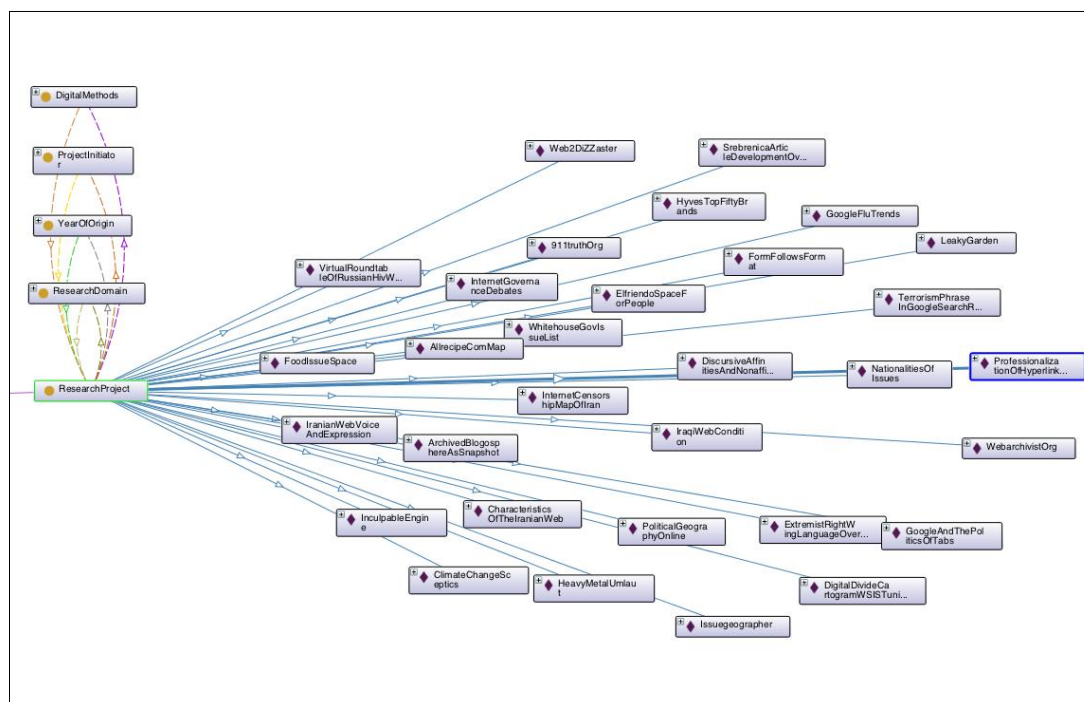 DigitalMethods
ProjectInitiato
r
YearOfOrigin
ResearchDomain
ResearchProject
Web2DiZZaster
SrebrenicaArtic
leDevelopmentOv...
HyvesTopFiftyBr
ands
GoogleFluTrends
LeakyGarden
911truthOrg
FormFollowsForm
at
VirtualRoundtab
leOfRussianHivW...
InternetGoverna
nceDebates
ElfriendoSpaceF
orPeople
TerrorismPhrase
InGoogleSearchR...
WhitehouseGovIs
sueList
AllrecipeComMap
FoodIssueSpace
DiscursiveAffin
itiesAndNonaffi...
NationalitiesOf
Issues
Professionaliza
tionOfHyperlink...
InternetCensors
hipMapOfIran
IranianWebVoice
AndExpression
ArchivedBlogosp
hereAsSnapshot
IraqiWebConditi
on
WebarchivistOrg
InculpableEngin
e
Characteristics
OfTheIranianWeb
PoliticalGeogra
phyOnline
ExtremistRightW
ingLanguageOver...
GoogleAndThePol
iticsOfTabs
ClimateChangeSc
eptics
HeavyMetalUmlau
t
DigitalDivideCa
rtogramWSISTuni...
Issuegeographer